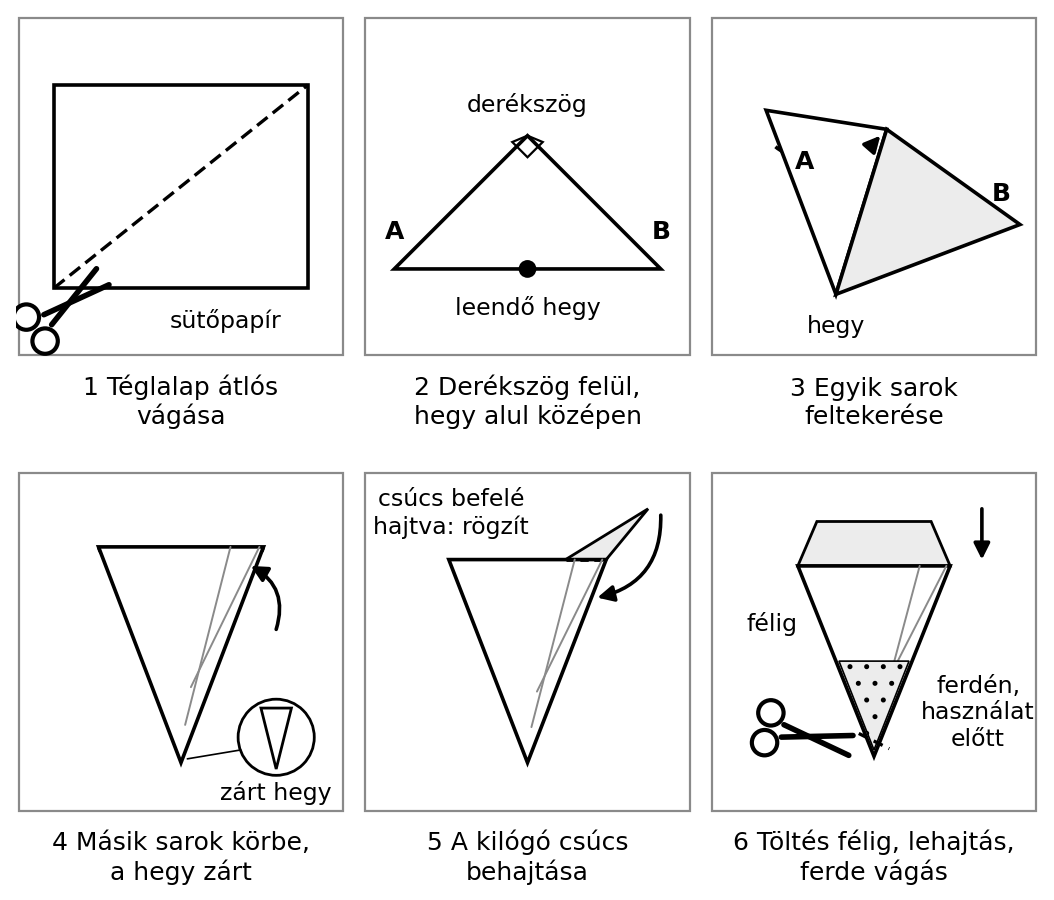 sütőpapír
1 Téglalap átlós
vágása
derékszög
A
B
leendő hegy
2 Derékszög felül,
hegy alul középen
A
B
hegy
3 Egyik sarok
feltekerése
zárt hegy
4 Másik sarok körbe,
a hegy zárt
csúcs befelé
hajtva: rögzít
5 A kilógó csúcs
behajtása
félig
ferdén,
használat
előtt
6 Töltés félig, lehajtás,
ferde vágás